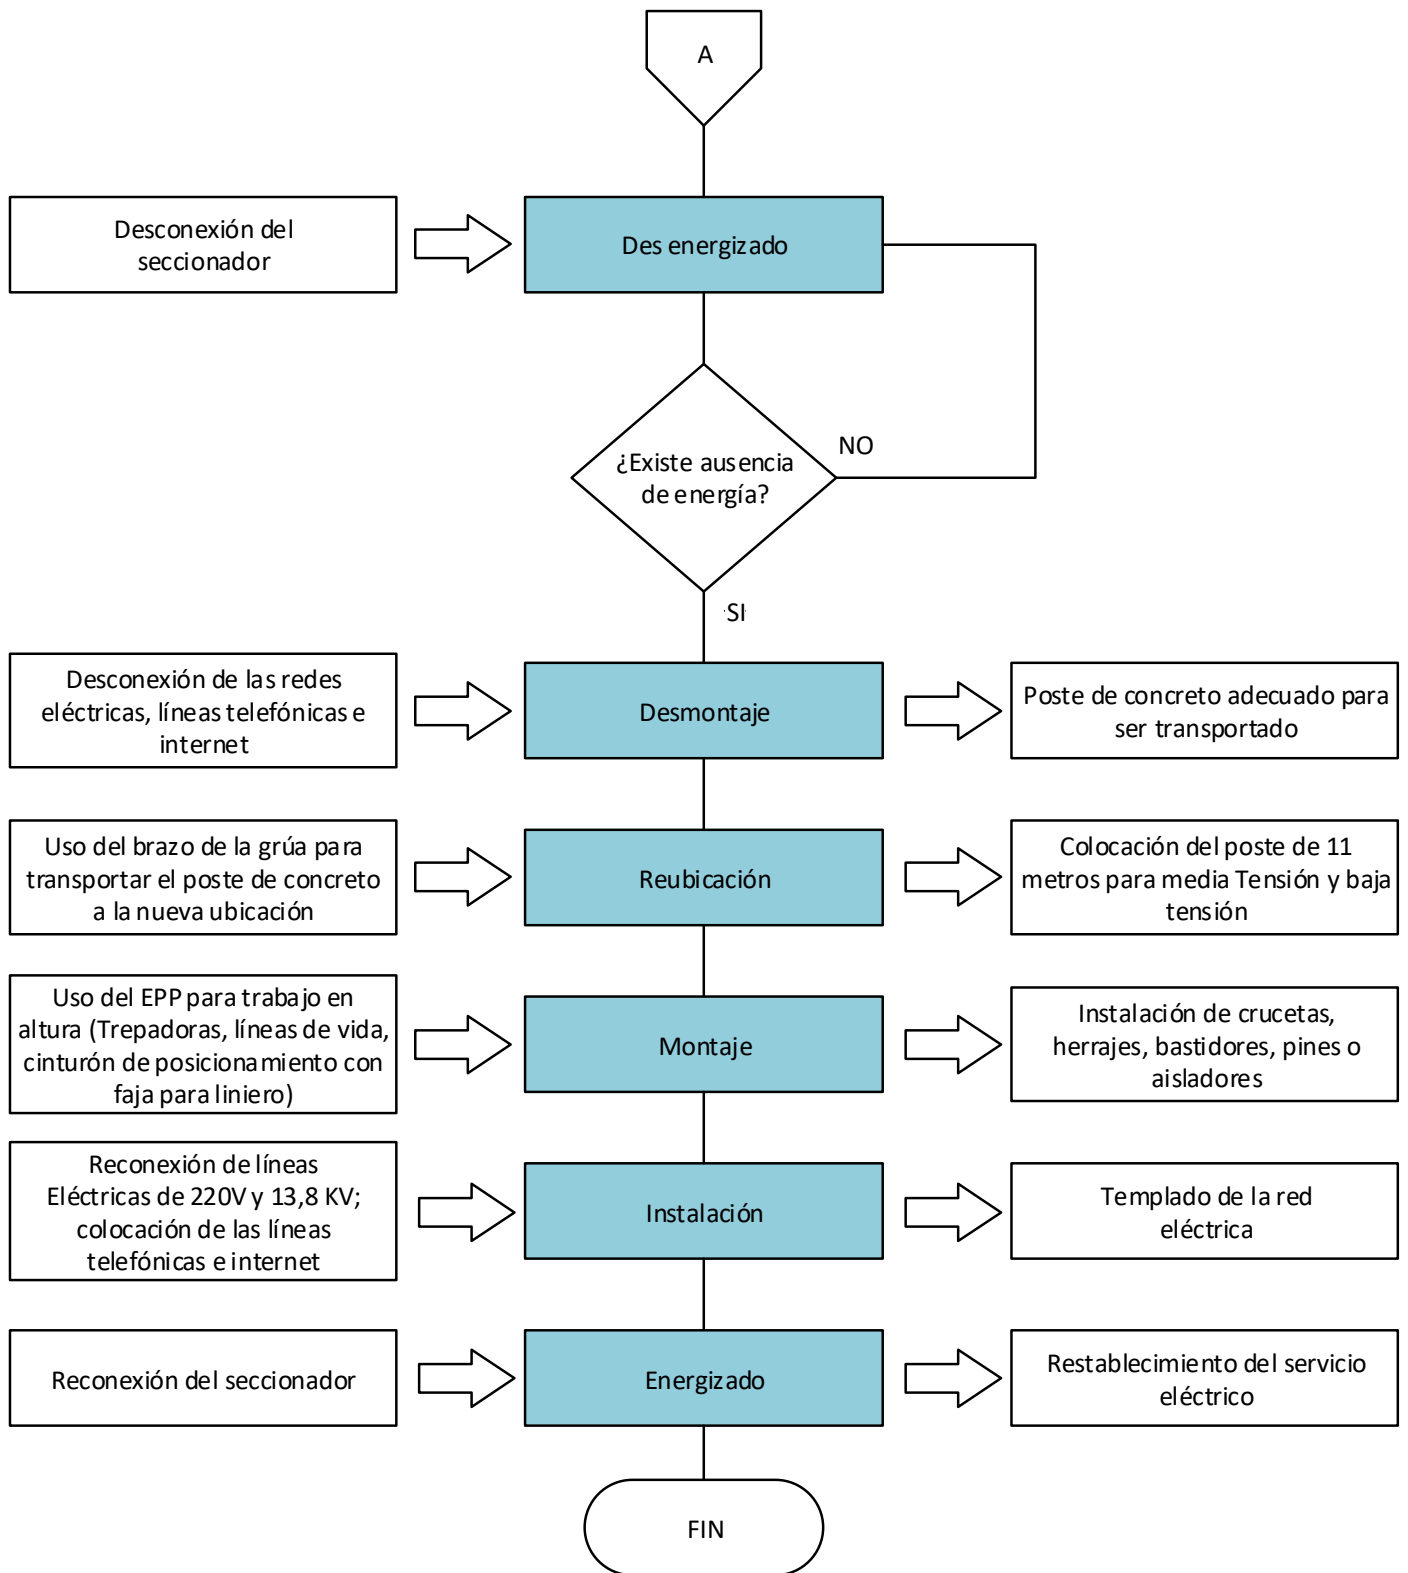 A
Desconexión del
seccionador
Des energizado
¿Existe ausencia
de energía?
NO
SI
Desconexión de las redes
eléctricas, líneas telefónicas e
internet
Desmontaje
Poste de concreto adecuado para
ser transportado
Uso del brazo de la grúa para
transportar el poste de concreto
a la nueva ubicación
Reubicación
Colocación del poste de 11
metros para media Tensión y baja
tensión
Uso del EPP para trabajo en
altura (Trepadoras, líneas de vida,
cinturón de posicionamiento con
faja para liniero)
Montaje
Instalación de crucetas,
herrajes, bastidores, pines o
aisladores
Reconexión de líneas
Eléctricas de 220V y 13,8 KV;
colocación de las líneas
telefónicas e internet
Instalación
Templado de la red
eléctrica
Reconexión del seccionador
Energizado
Restablecimiento del servicio
eléctrico
FIN